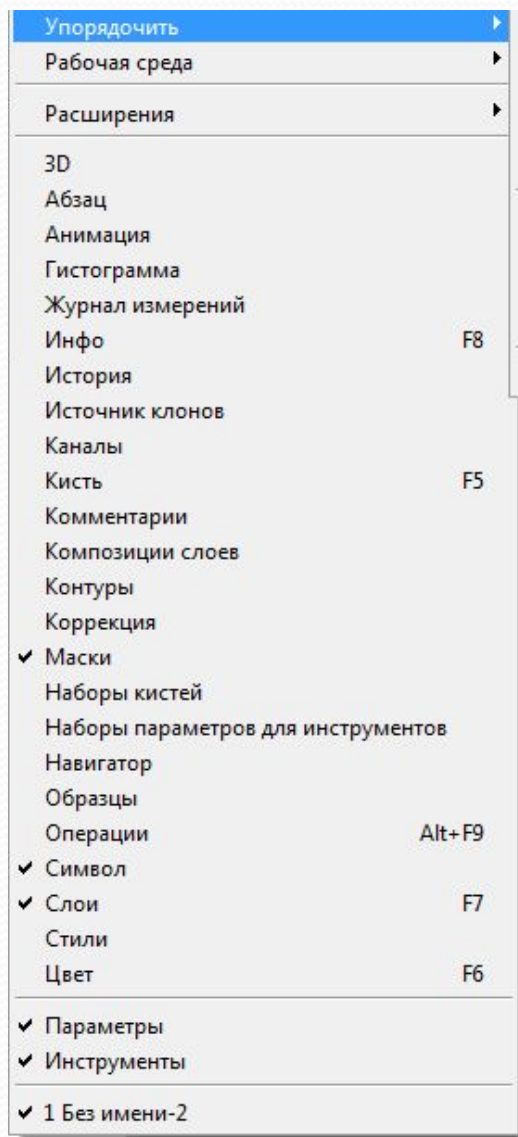 Упорядочить
Рабочая среда
Расширения
3D
Абзац
Анимация
Гистограмма
Журнал измерений
Инфо F8
История
Источник клонов
Каналы
Кисть F5
Комментарии
Композиции слоев
Контуры
Коррекция
Маски
Наборы кистей
Наборы параметров для инструментов
Навигатор
Образцы
Операции Alt+F9
Символ
Слои F7
Стили
Цвет F6
Параметры
Инструменты
1 Без имени-2